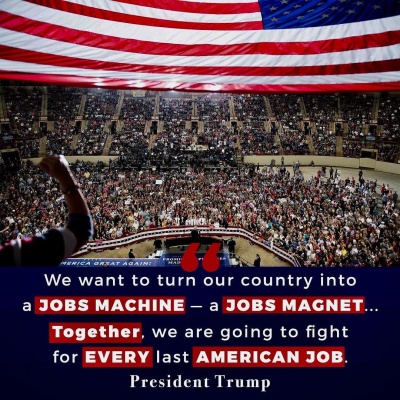 MERICA GREAT AGAIN!
“
We want to turn our country into
a JOBS MACHINE – a JOBS MAGNET...
Together, we are going to fight
for EVERY last AMERICAN JOB.
President Trump